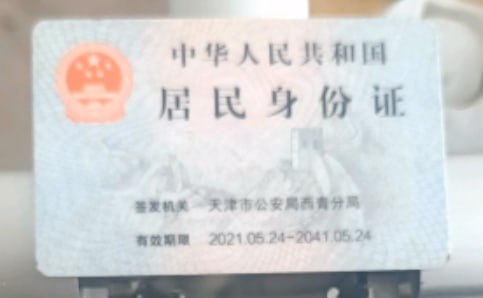 中华人民共和国
居民身份证
签发机关 天津市公安局西青分局
有效期限 2021.05.24-2041.05.24